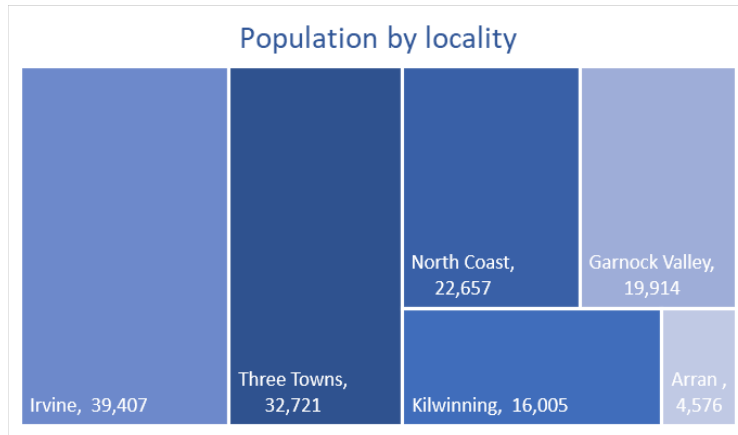 Population by locality
Irvine, 39,407
Three Towns,
32,721
North Coast,
22,657
Garnock Valley,
19,914
Kilwinning, 16,005
Arran ,
4,576